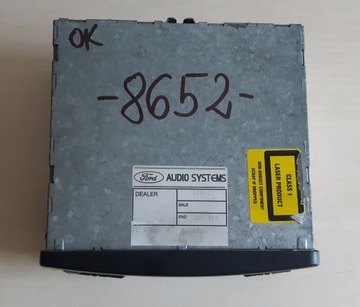 OK
-8652-
Ford AUDIO SYSTEMS
DEALER
SALE
END
CLASS 1
LASER PRODUCT